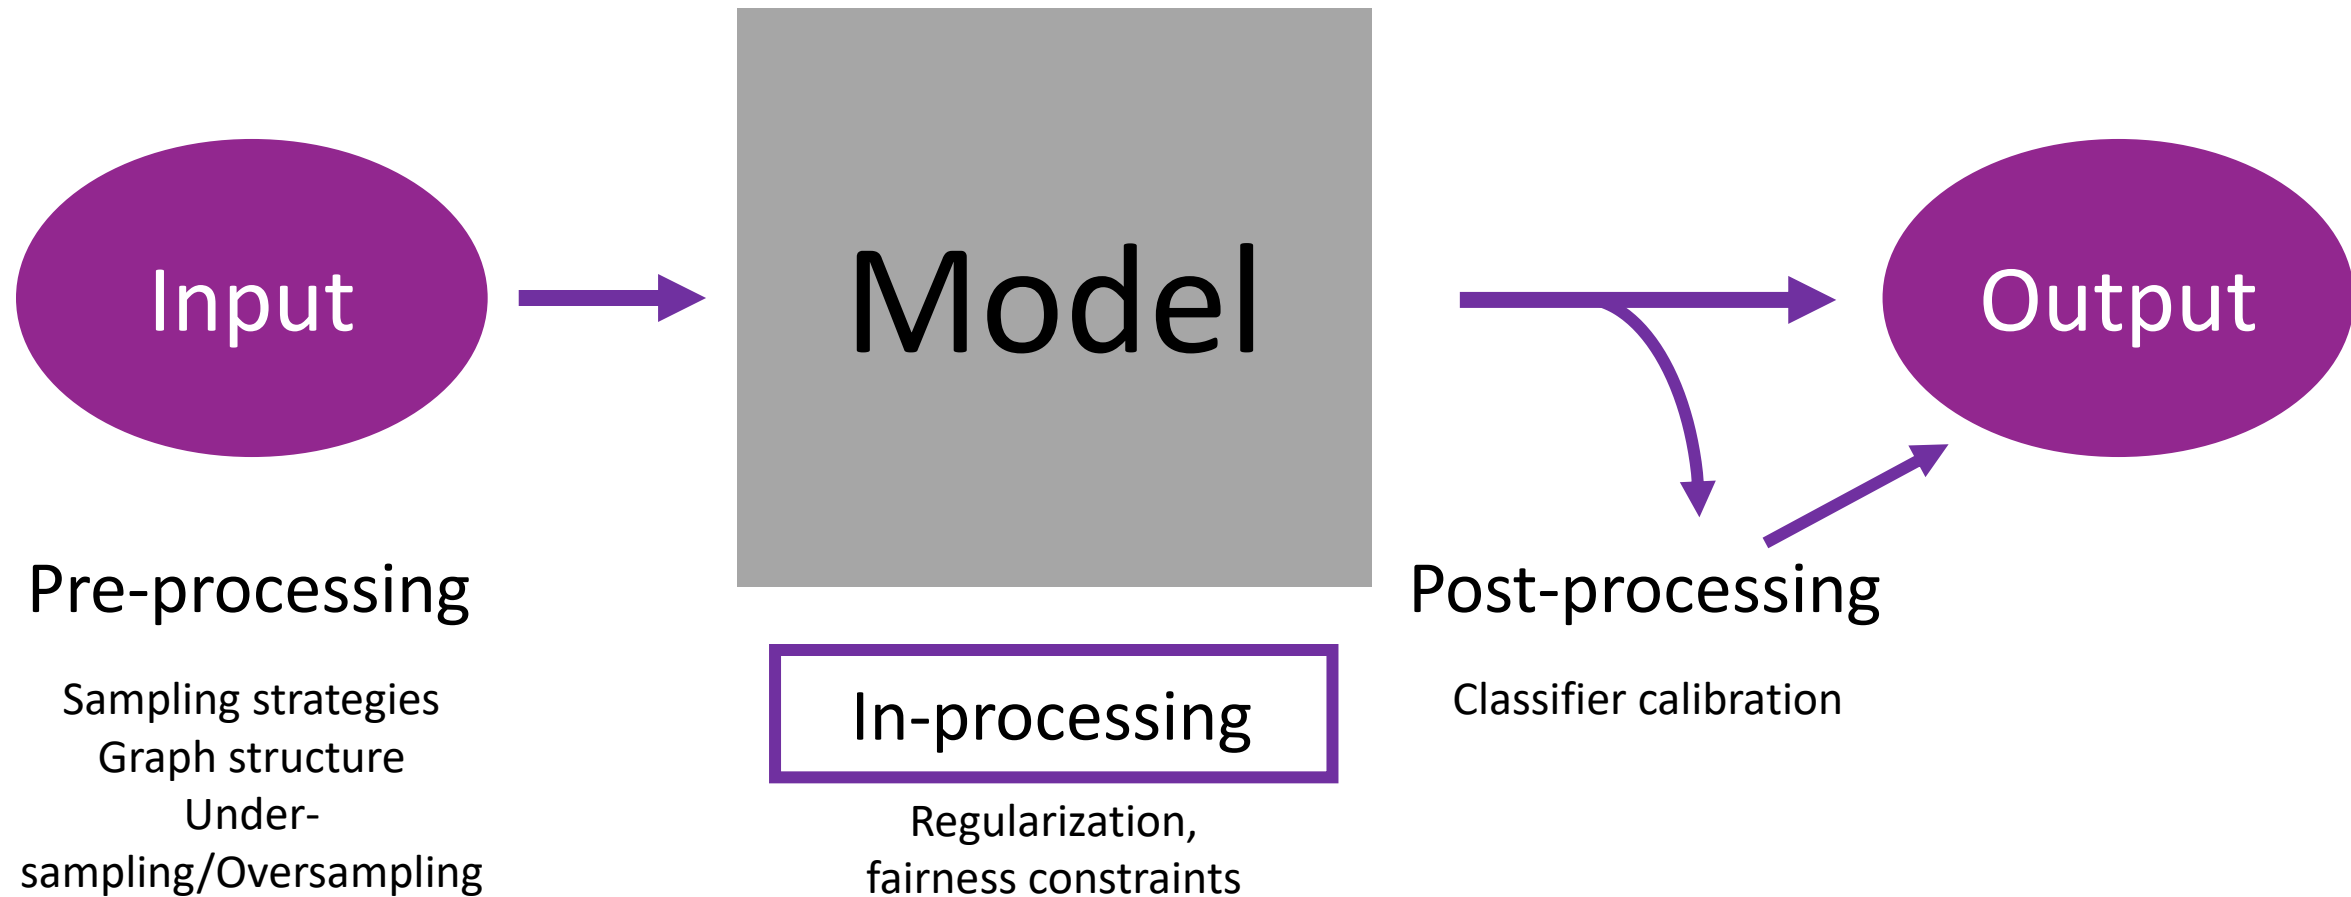 Input
Model
Output
Pre-processing
Sampling strategies
Graph structure
Under-
sampling/Oversampling
In-processing
Regularization,
fairness constraints
Post-processing
Classifier calibration